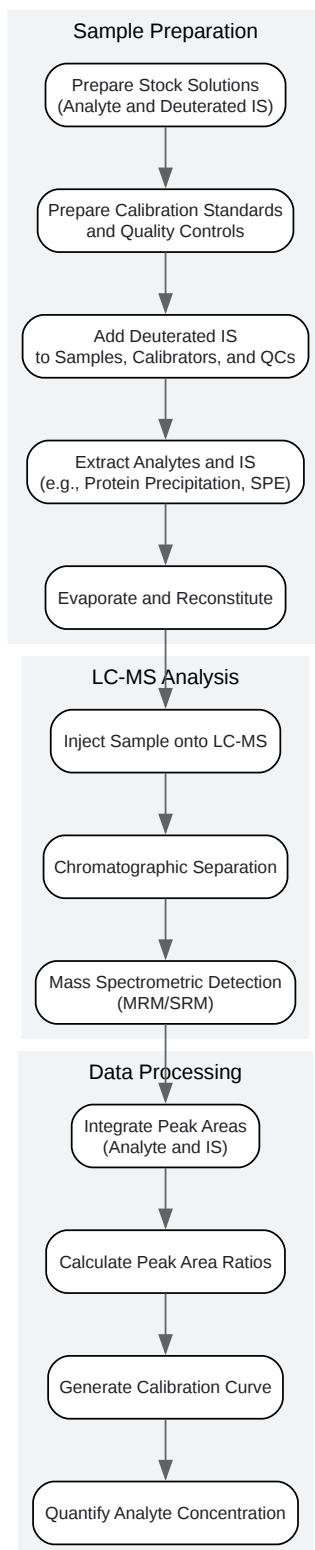 Sample Preparation
Prepare Stock Solutions
(Analyte and Deuterated IS)
Prepare Calibration Standards
and Quality Controls
Add Deuterated IS
to Samples, Calibrators, and QCs
Extract Analytes and IS
(e.g., Protein Precipitation, SPE)
Evaporate and Reconstitute
LC-MS Analysis
Inject Sample onto LC-MS
Chromatographic Separation
Mass Spectrometric Detection
(MRM/SRM)
Data Processing
Integrate Peak Areas
(Analyte and IS)
Calculate Peak Area Ratios
Generate Calibration Curve
Quantify Analyte Concentration